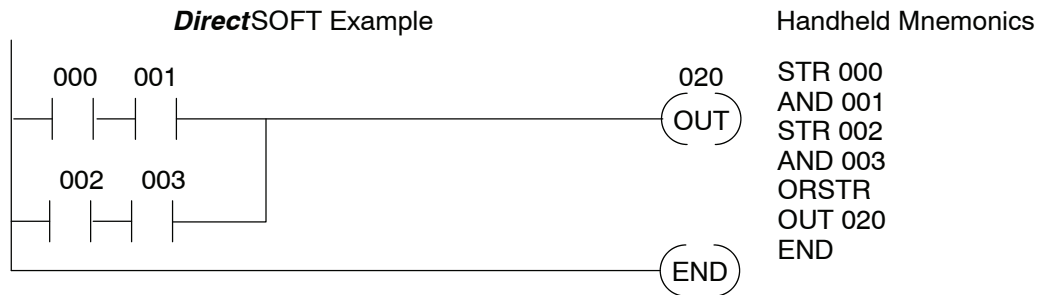 DirectSOFT Example
Handheld Mnemonics
000 001
020
OUT
002 003
END
STR 000
AND 001
STR 002
AND 003
ORSTR
OUT 020
END